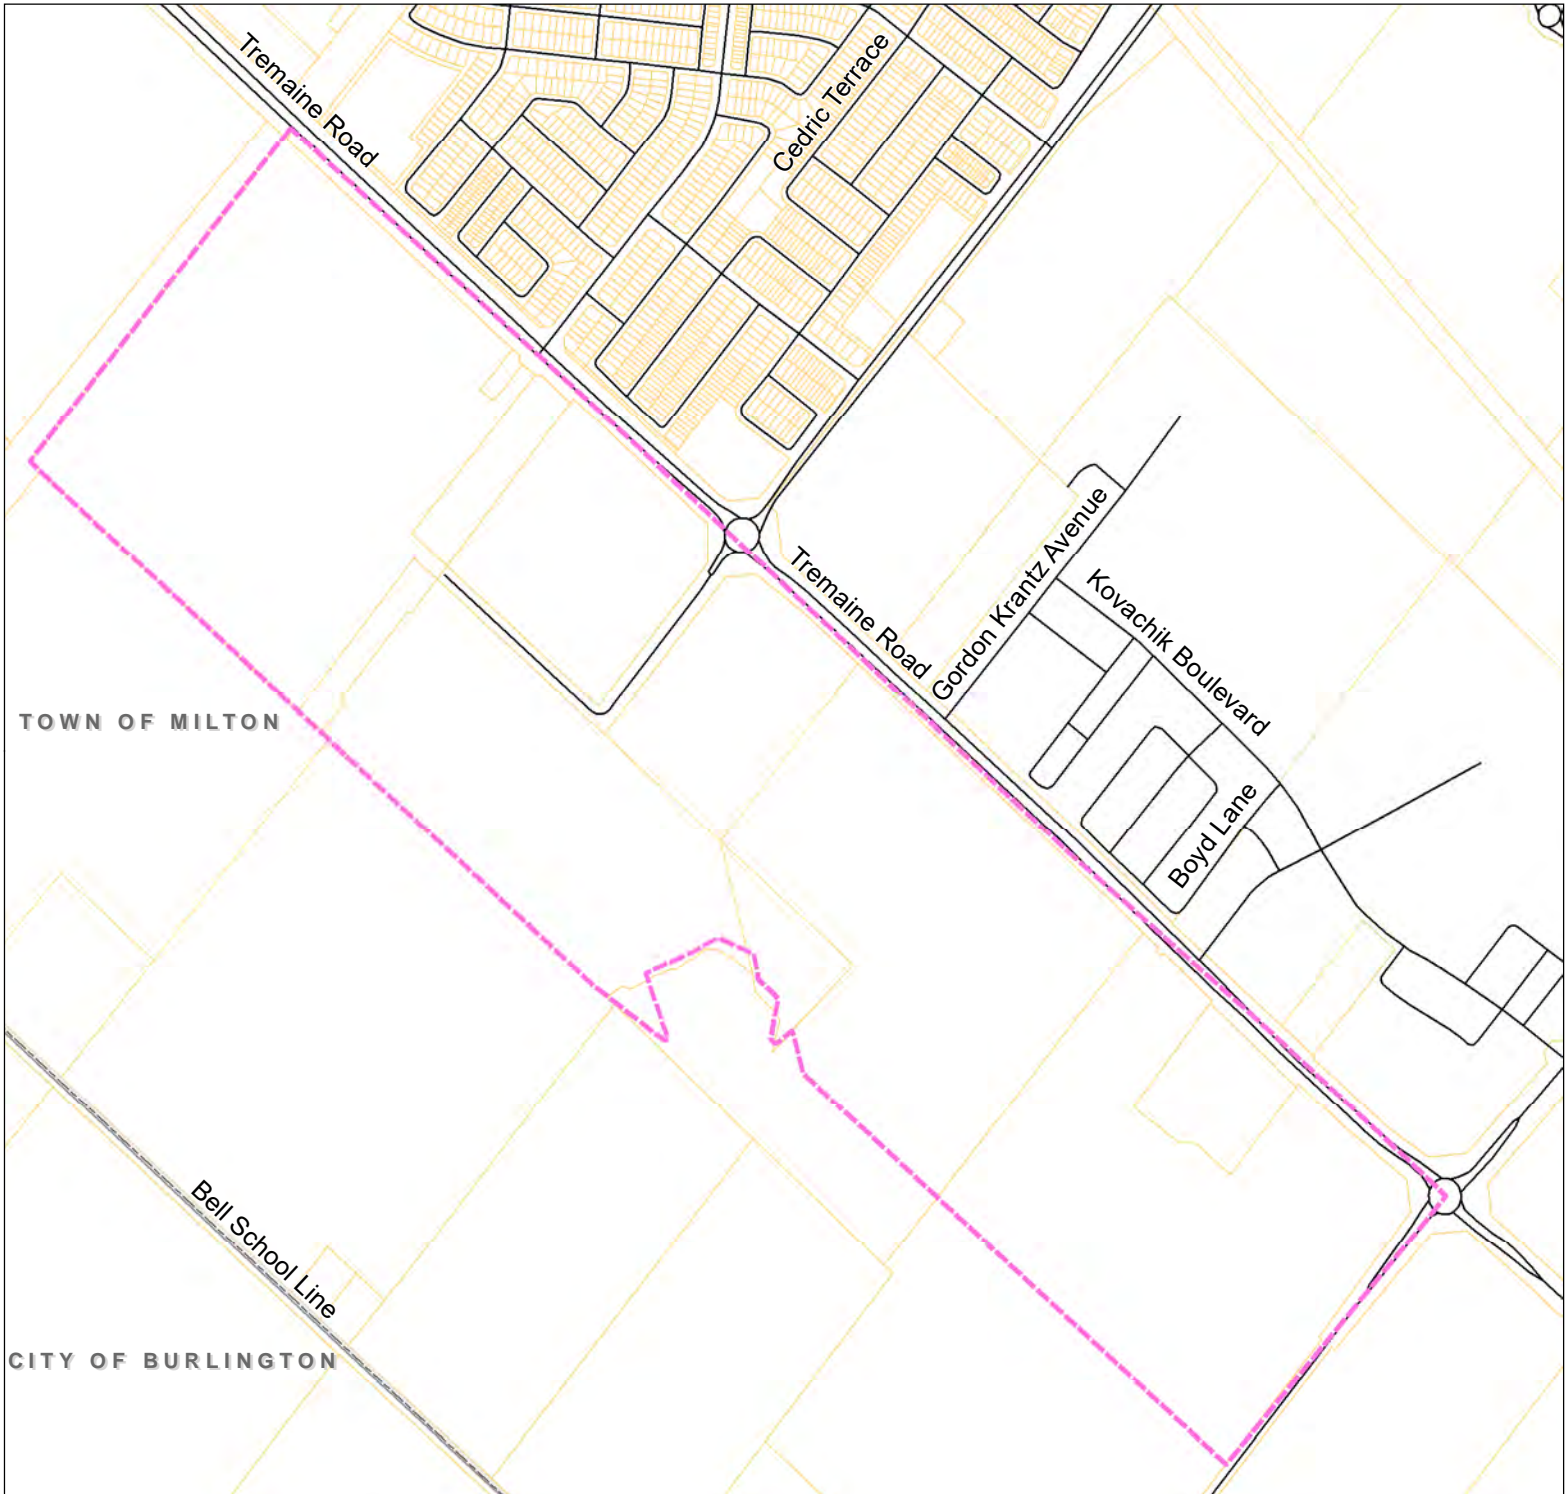 Tremaine Road
Cedric Terrace
Tremaine Road
Gordon Krantz Avenue
Kovachik Boulevard
TOWN OF MILTON
Boyd Lane
Bell School Line
CITY OF BURLINGTON